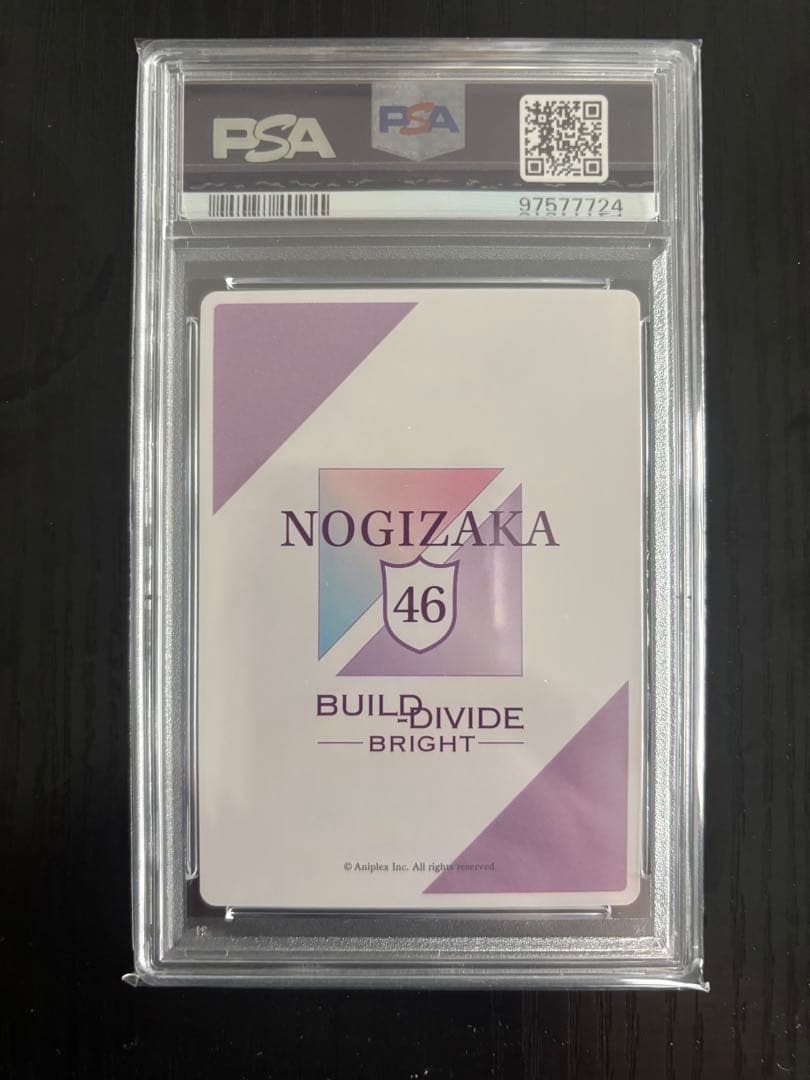 PSA
PSA
97577724
NOGIZAKA
46
BUILD-DIVIDE
BRIGHT
© Aniplex Inc. All rights reserved.